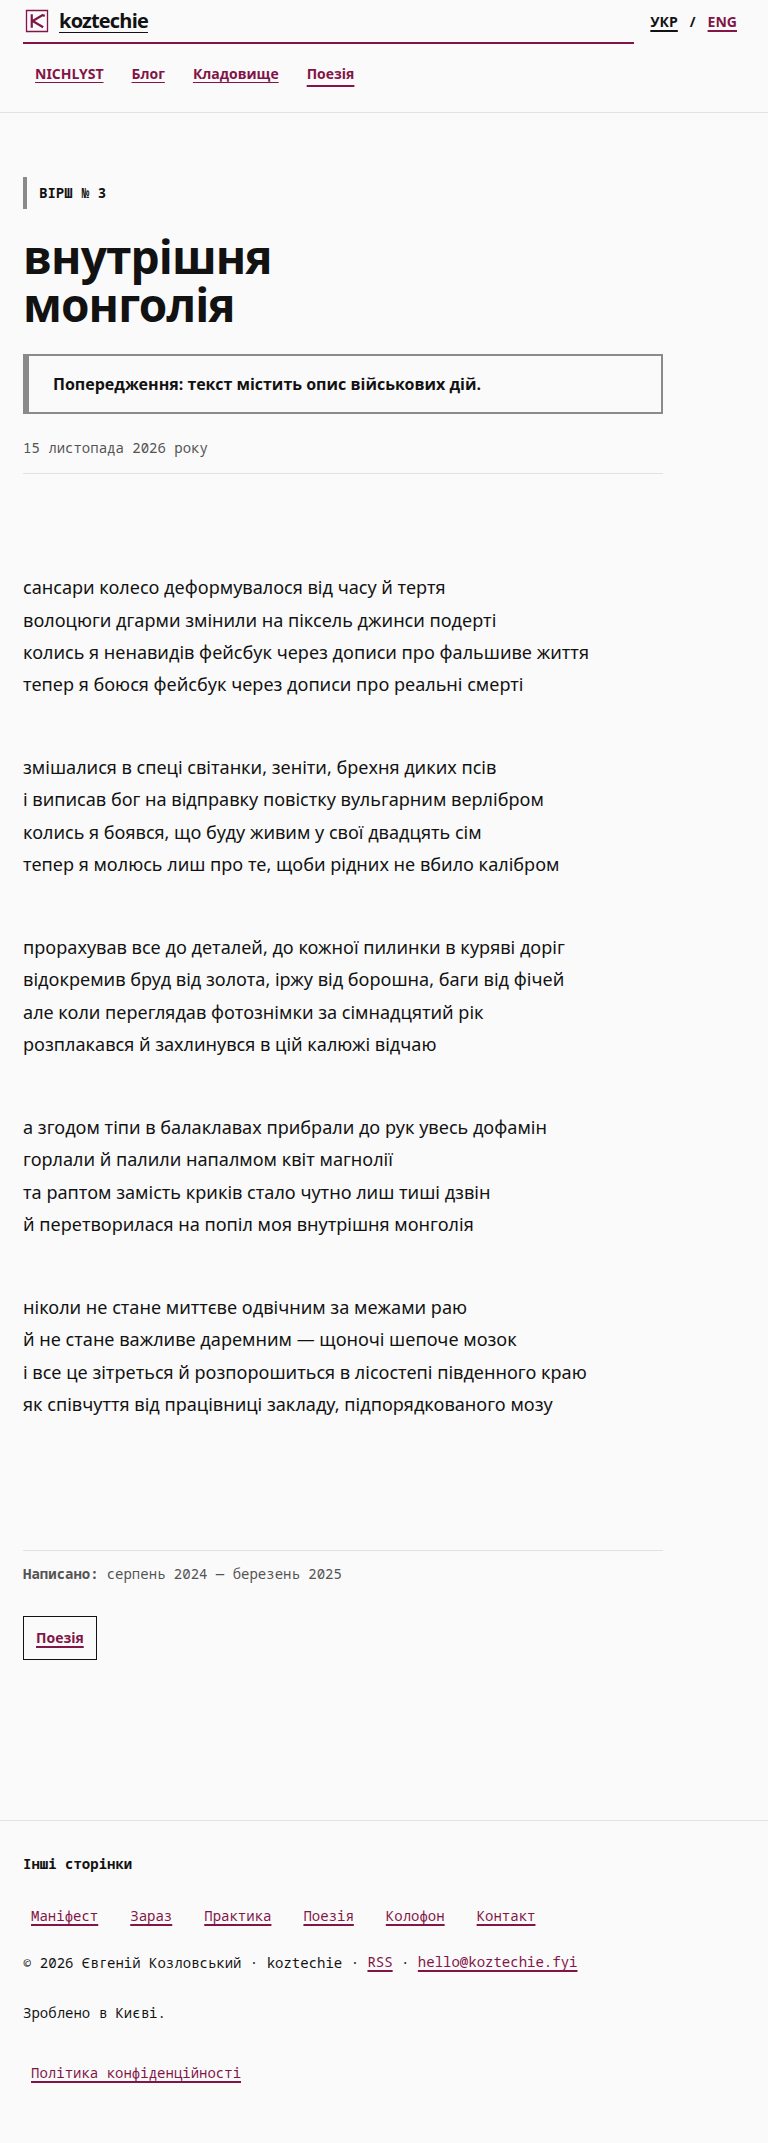 koztechie
УКР / ENG
NICHLYST Блог Кладовище Поезія
ВІРШ № 3
внутрішня
монголія
Попередження: текст містить опис військових дій.
15 листопада 2026 року
сансари колесо деформувалося від часу й тертя
волоцюги дгарми змінили на піксель джинси подерті
колись я ненавидів фейсбук через дописи про фальшиве життя
тепер я боюся фейсбук через дописи про реальні смерті
змішалися в спеці світанки, зеніти, брехня диких псів
і виписав бог на відправку повістку вульгарним верлібром
колись я боявся, що буду живим у свої двадцять сім
тепер я молюсь лиш про те, щоби рідних не вбило калібром
прорахував все до деталей, до кожної пилинки в куряві доріг
відокремив бруд від золота, іржу від борошна, баги від фічей
але коли переглядав фотознімки за сімнадцятий рік
розплакався й захлинувся в цій калюжі відчаю
а згодом тіпи в балаклавах прибрали до рук увесь дофамін
горлали й палили напалмом квіт магнолії
та раптом замість криків стало чутно лиш тиші дзвін
й перетворилася на попіл моя внутрішня монголія
ніколи не стане миттєве одвічним за межами раю
й не стане важливе даремним — щоночі шепоче мозок
і все це зітреться й розпорошиться в лісостепі південного краю
як співчуття від працівниці закладу, підпорядкованого мозу
Написано: серпень 2024 — березень 2025
Поезія
Інші сторінки
Маніфест Зараз Практика Поезія Колофон Контакт
© 2026 Євгеній Козловський · koztechie · RSS · hello@koztechie.fyi
Зроблено в Києві.
Політика конфіденційності